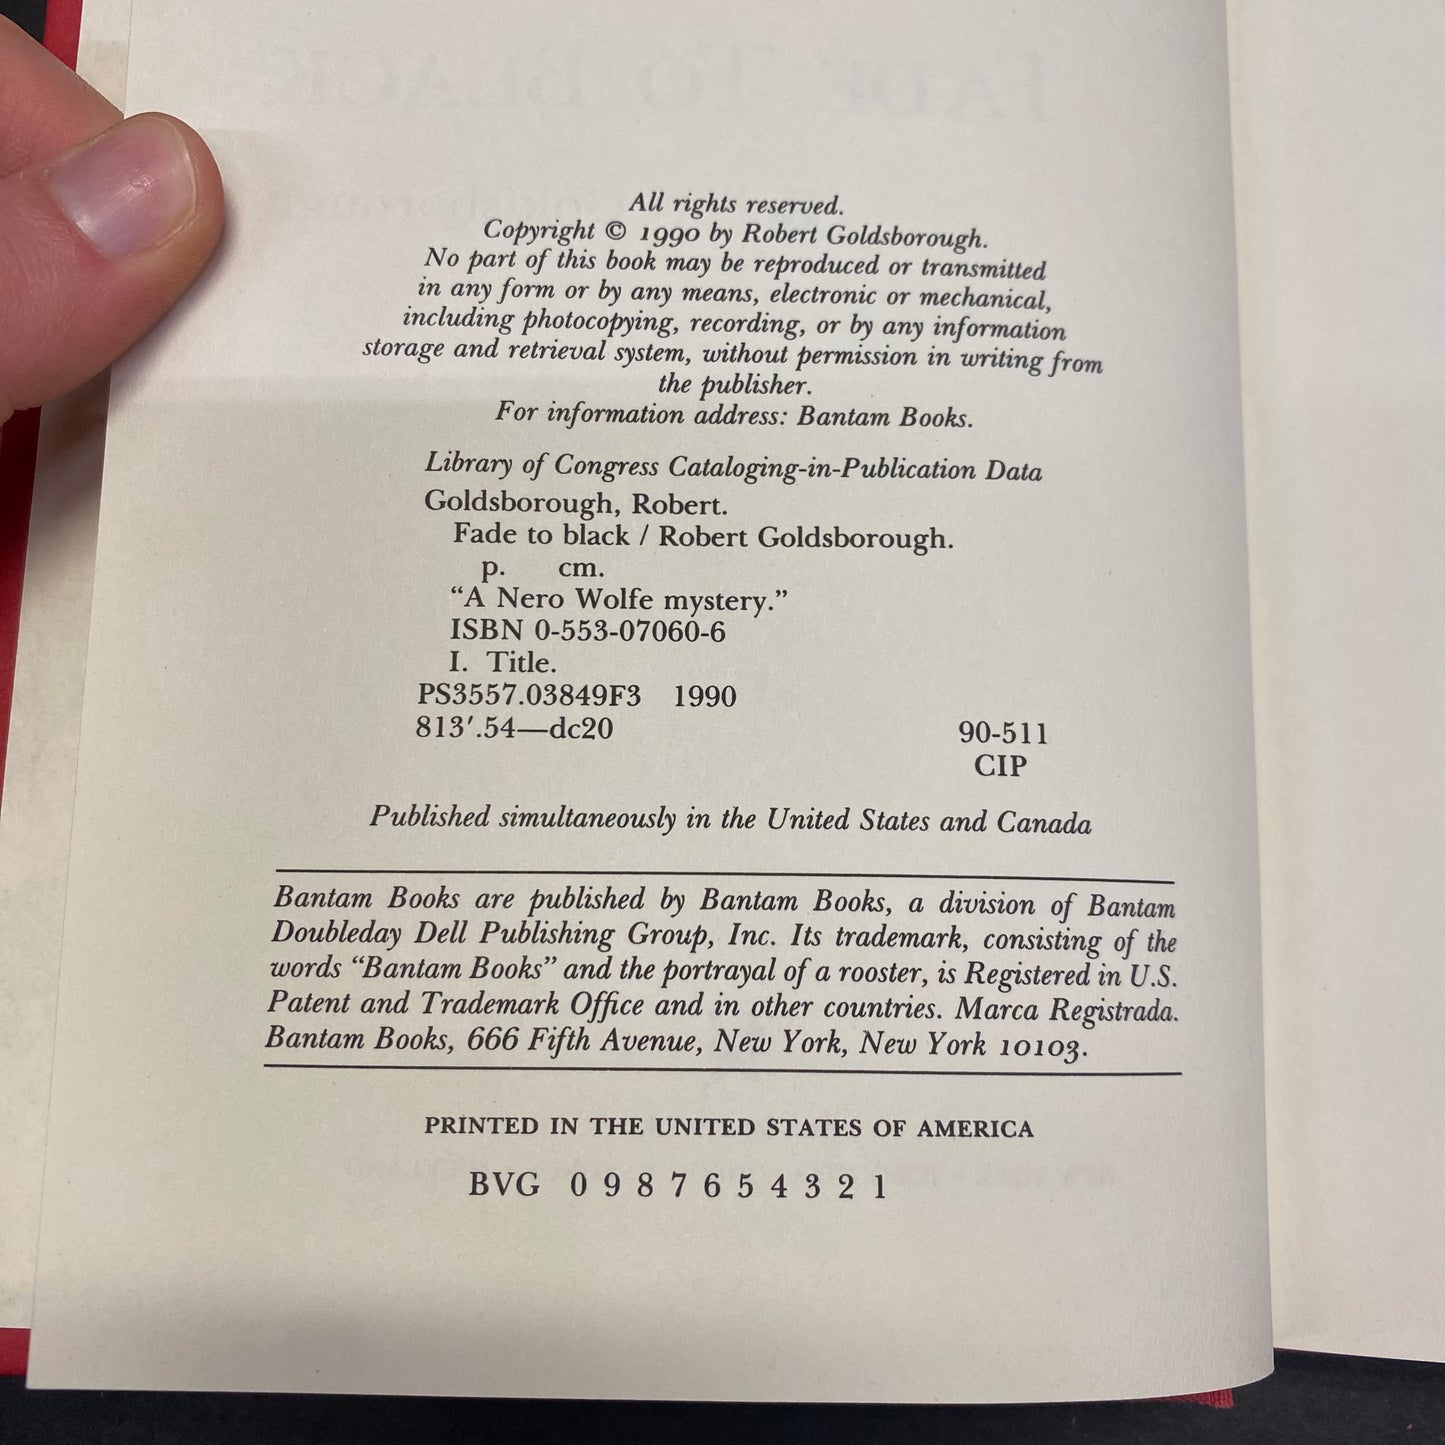 All rights reserved.
Copyright © 1990 by Robert Goldsborough.
No part of this book may be reproduced or transmitted
in any form or by any means, electronic or mechanical,
including photocopying, recording, or by any information
storage and retrieval system, without permission in writing from
the publisher.
For information address: Bantam Books.
Library of Congress Cataloging-in-Publication Data
Goldsborough, Robert.
Fade to black / Robert Goldsborough.
p. cm.
“A Nero Wolfe mystery.”
ISBN 0-553-07060-6
I. Title.
PS3557.03849F3 1990
813′.54—dc20 90-511
CIP
Published simultaneously in the United States and Canada
Bantam Books are published by Bantam Books, a division of Bantam
Doubleday Dell Publishing Group, Inc. Its trademark, consisting of the
words “Bantam Books” and the portrayal of a rooster, is Registered in U.S.
Patent and Trademark Office and in other countries. Marca Registrada.
Bantam Books, 666 Fifth Avenue, New York, New York 10103.
PRINTED IN THE UNITED STATES OF AMERICA
BVG 0 9 8 7 6 5 4 3 2 1